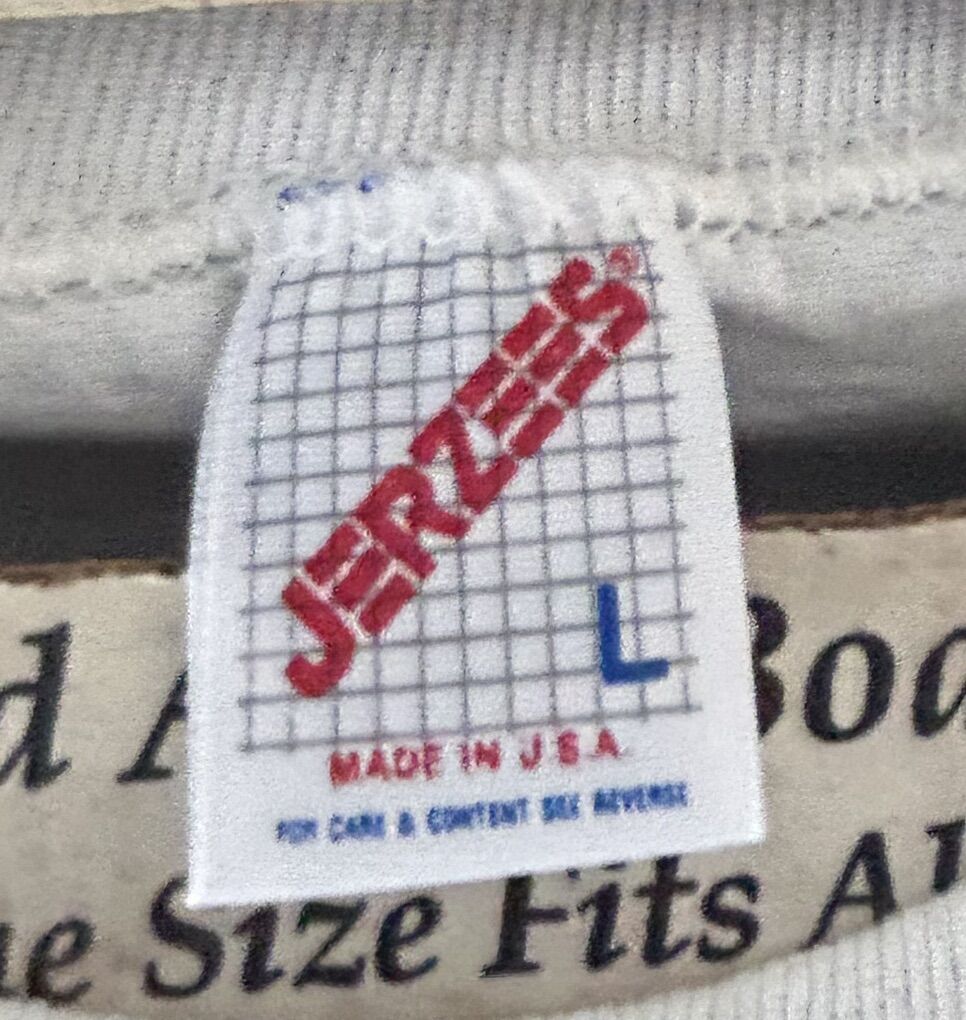 JERZEES®
L
MADE IN U.S.A.
FOR CARE & CONTENT SEE REVERSE
Size Fits